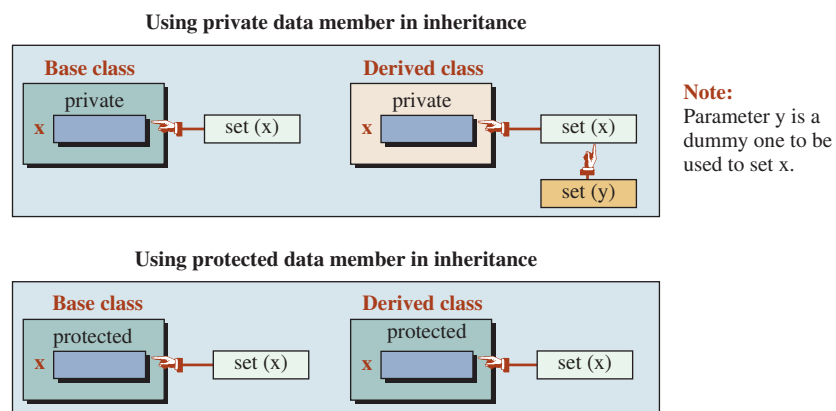 Using private data member in inheritance
Base class
Derived class
private
private
x
set (x)
x
set (x)
set (y)
Note:
Parameter y is a
dummy one to be
used to set x.
Using protected data member in inheritance
Base class
Derived class
protected
protected
x
set (x)
x
set (x)